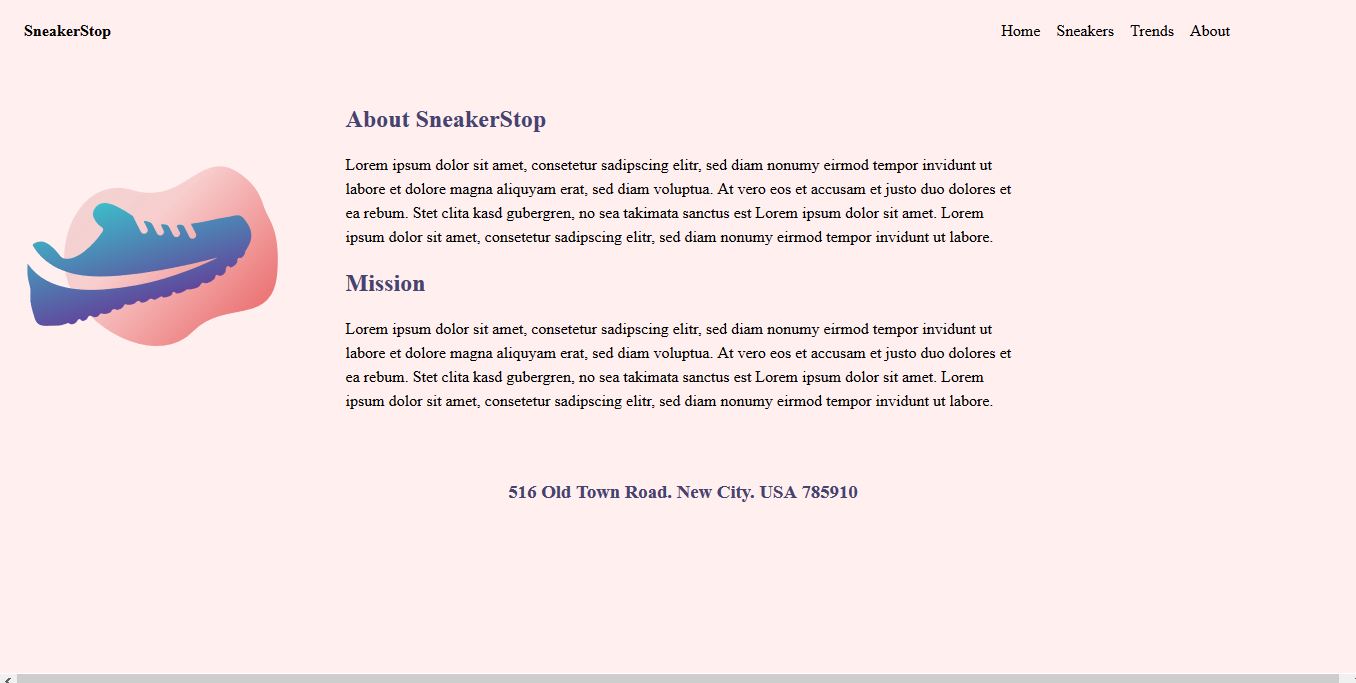 SneakerStop
Home Sneakers Trends About
About SneakerStop
Lorem ipsum dolor sit amet, consetetur sadipscing elitr, sed diam nonumy eirmod tempor invidunt ut
labore et dolore magna aliquyam erat, sed diam voluptua. At vero eos et accusam et justo duo dolores et
ea rebum. Stet clita kasd gubergren, no sea takimata sanctus est Lorem ipsum dolor sit amet. Lorem
ipsum dolor sit amet, consetetur sadipscing elitr, sed diam nonumy eirmod tempor invidunt ut labore.
Mission
Lorem ipsum dolor sit amet, consetetur sadipscing elitr, sed diam nonumy eirmod tempor invidunt ut
labore et dolore magna aliquyam erat, sed diam voluptua. At vero eos et accusam et justo duo dolores et
ea rebum. Stet clita kasd gubergren, no sea takimata sanctus est Lorem ipsum dolor sit amet. Lorem
ipsum dolor sit amet, consetetur sadipscing elitr, sed diam nonumy eirmod tempor invidunt ut labore.
516 Old Town Road. New City. USA 785910